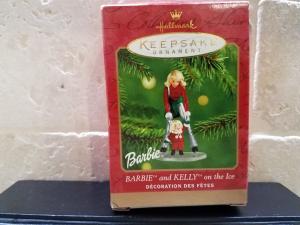 Hallmark
KEEPSAKE
ORNAMENT
Barbie
BARBIE™ and KELLY™ on the Ice
DÉCORATION DES FÊTES